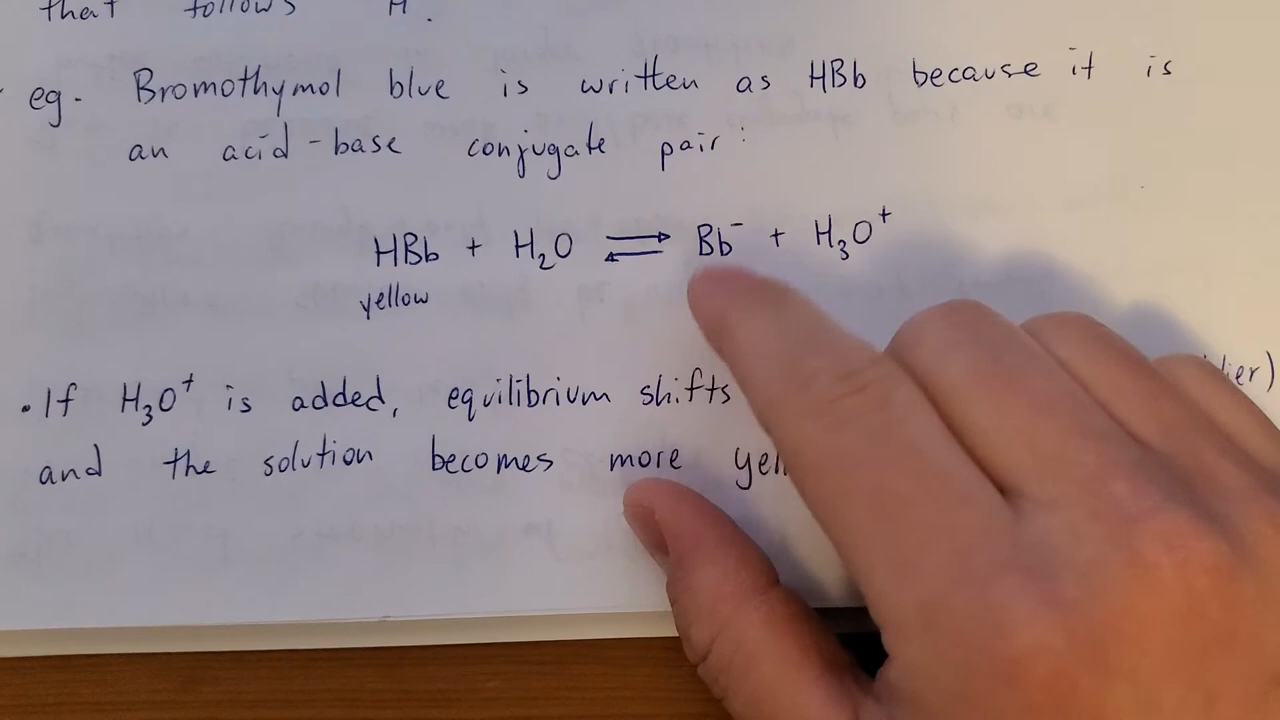 that follows H.
eg. Bromothymol blue is written as HBb because it is
an acid-base conjugate pair:
HBb + H₂O ⇌ Bb⁻ + H₃O⁺
yellow
. If H₃O⁺ is added, equilibrium shifts
and the solution becomes more